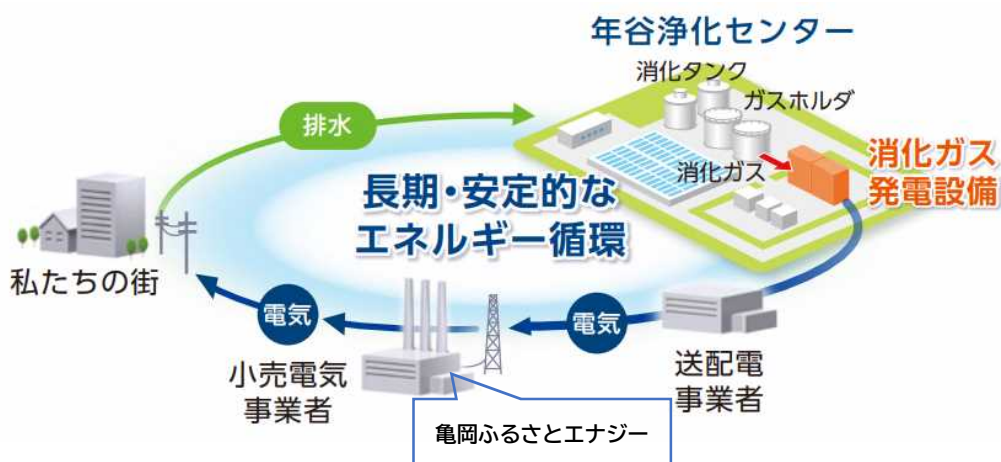 年谷浄化センター
消化タンク
ガスホルダ
排水
消化ガス
消化ガス
発電設備
長期・安定的な
エネルギー循環
私たちの街
電気
電気
小売電気
事業者
送配電
事業者
亀岡ふるさとエナジー